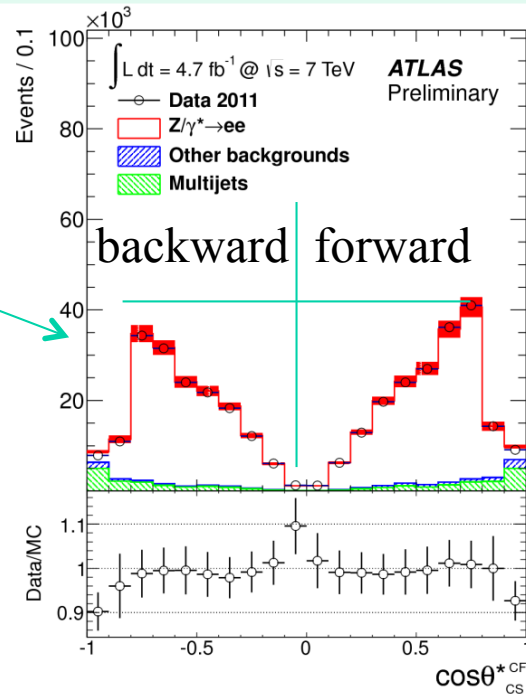 ×10³
100
80
60
40
20
Events / 0.1
∫L dt = 4.7 fb⁻¹ @ √s = 7 TeV
ATLAS
Preliminary
Data 2011
Z/γ*→ee
Other backgrounds
Multijets
backward forward
Data/MC
1.1
1
0.9
-1 -0.5 0 0.5 1
cosθ* CF CS